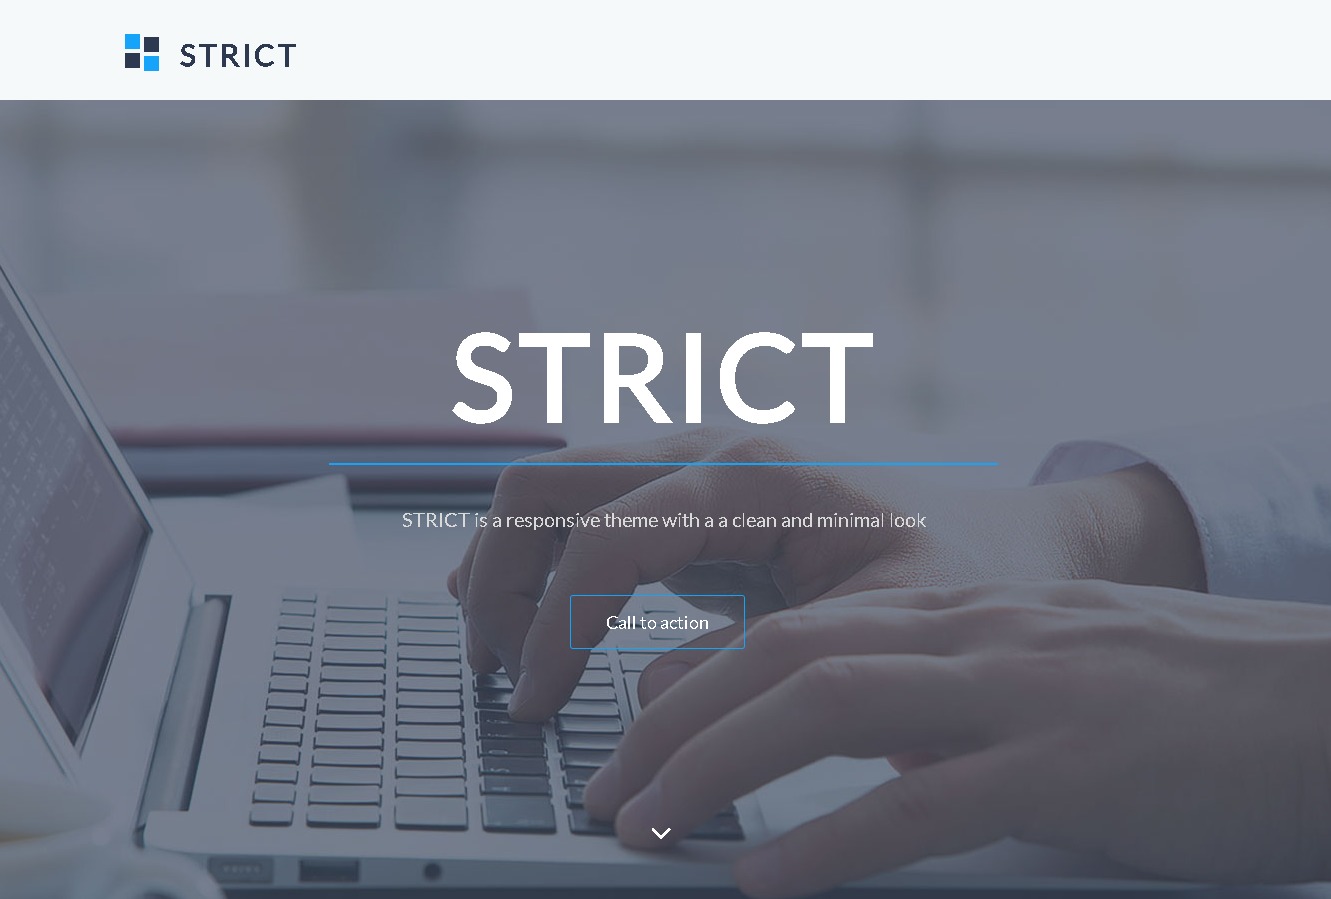 STRICT
STRICT
STRICT is a responsive theme with a a clean and minimal look
Call to action